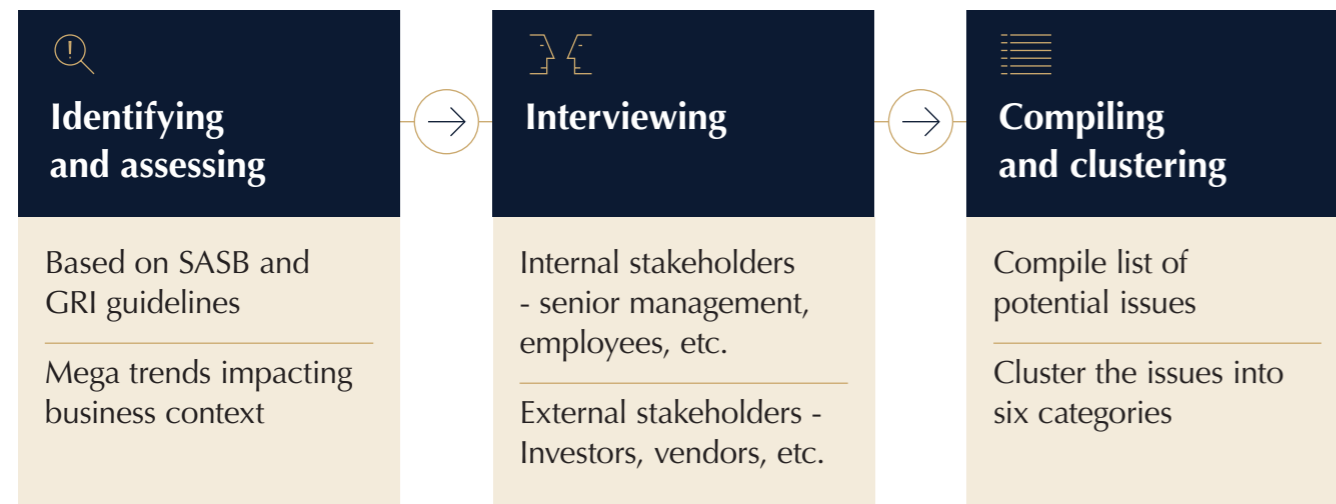 Identifying
and assessing
Based on SASB and
GRI guidelines
Mega trends impacting
business context
Interviewing
Internal stakeholders
- senior management,
employees, etc.
External stakeholders -
Investors, vendors, etc.
Compiling
and clustering
Compile list of
potential issues
Cluster the issues into
six categories